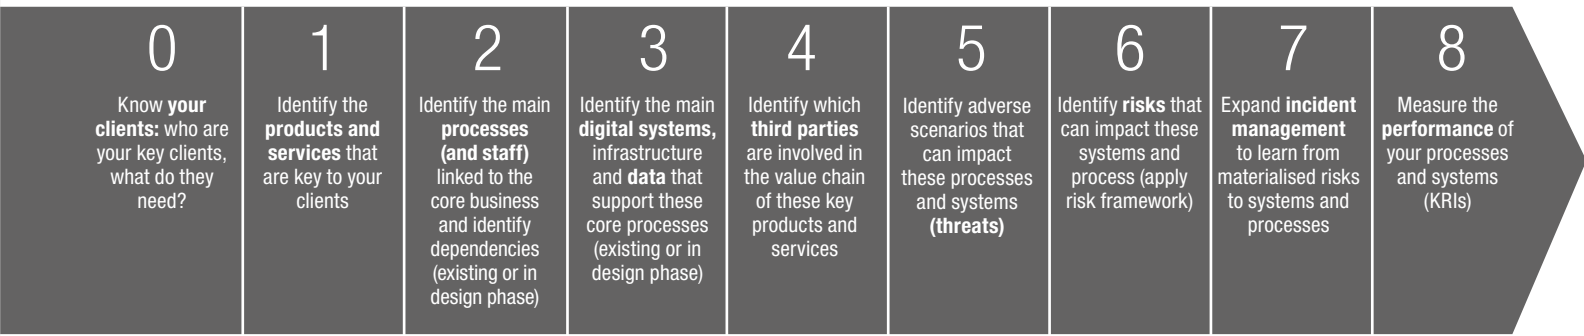 0
Know your
clients: who are
your key clients,
what do they
need?
1
Identify the
products and
services that
are key to your
clients
2
Identify the main
processes
(and staff)
linked to the
core business
and identify
dependencies
(existing or in
design phase)
3
Identify the main
digital systems,
infrastructure
and data that
support these
core processes
(existing or in
design phase)
4
Identify which
third parties
are involved in
the value chain
of these key
products and
services
5
Identify adverse
scenarios that
can impact
these processes
and systems
(threats)
6
Identify risks that
can impact these
systems and
process (apply
risk framework)
7
Expand incident
management
to learn from
materialised risks
to systems and
processes
8
Measure the
performance of
your processes
and systems
(KRIs)